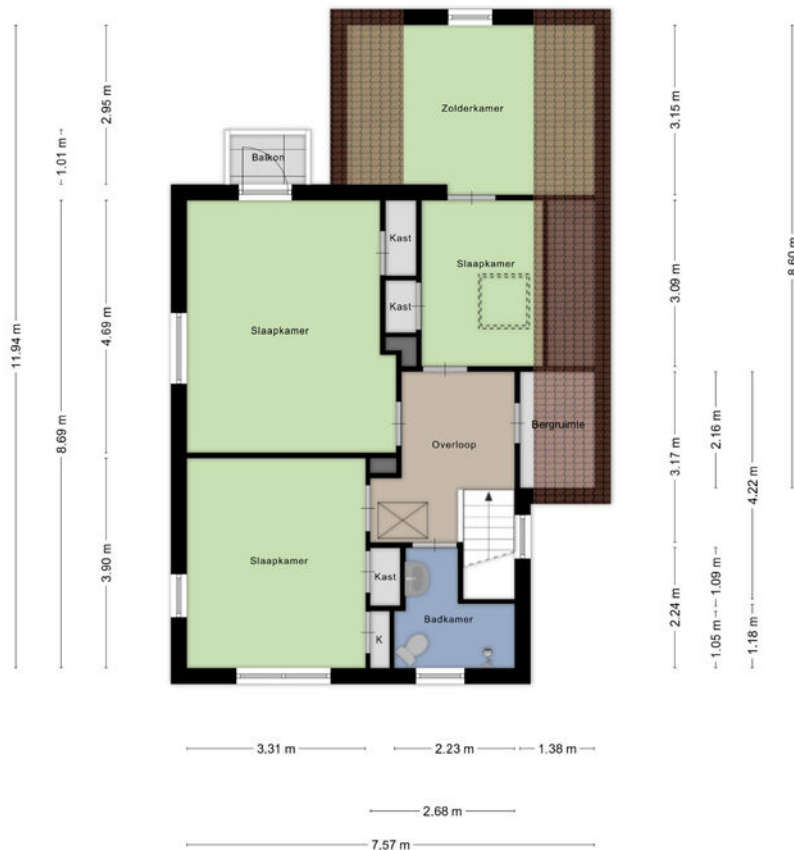 Zolderkamer
Balkon
Kast
Slaapkamer
Kast
Slaapkamer
Overloop
Bergruimte
Slaapkamer
Kast
Badkamer
K
11.94 m
8.69 m
1.01 m
2.95 m
4.69 m
3.90 m
3.15 m
3.09 m
3.17 m
2.24 m
2.16 m
1.09 m
1.05 m
4.22 m
1.18 m
8.60 m
3.31 m
2.23 m
1.38 m
2.68 m
7.57 m